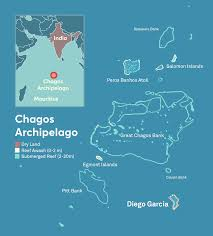 India
Chagos
Archipelago
Mauritius
Chagos
Archipelago
Dry Land
Reef Awash (0-2 m)
Submerged Reef (2-20m)
Salomon Islands
Peros Banhos Atoll
Great Chagos Bank
Egmont Islands
Pitt Bank
Diego Garcia